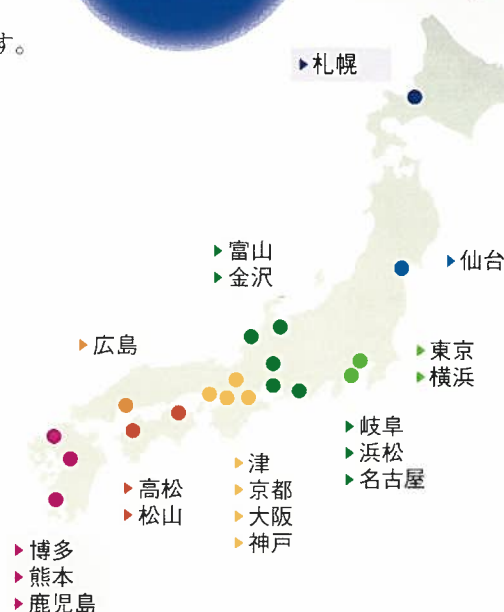 す。
札幌
富山
金沢
仙台
広島
東京
横浜
岐阜
浜松
名古屋
津
京都
大阪
神戸
高松
松山
博多
熊本
鹿児島